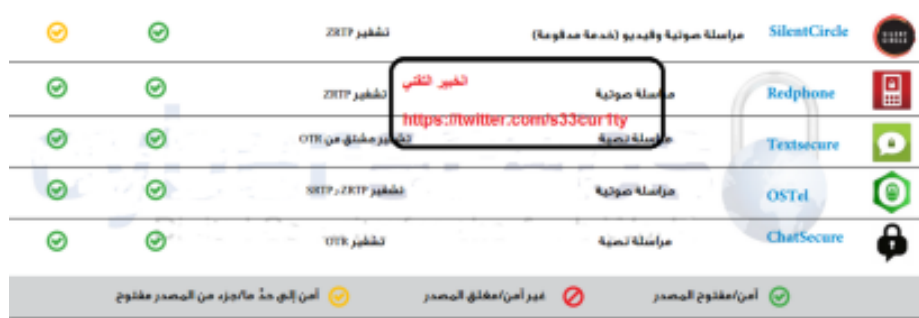 SilentCircle مراسلة صوتية وفيديو (خدمة مدفوعة) تشفير ZRTP
Redphone مراسلة صوتية تشفير ZRTP
الخبير التقني
https://twitter.com/s33cur1ty
Textsecure مراسلة نصية تشفير مشتق من OTR
OSTel مراسلة صوتية تشفير ZRTP، SRTP
ChatSecure مراسلة نصية تشفير OTR
آمن/مفتوح المصدر غير آمن/مغلق المصدر آمن إلى حدٍّ ما/جزء من المصدر مفتوح